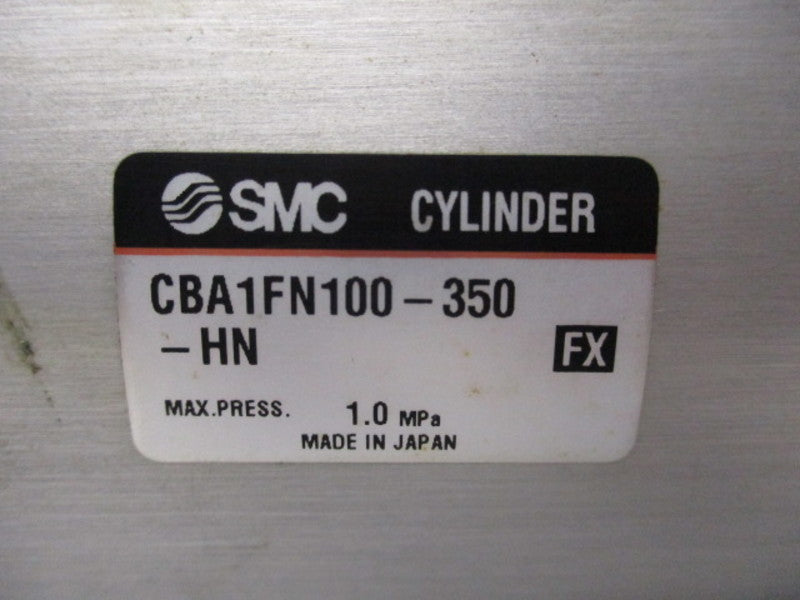 SMC CYLINDER
CBA1FN100-350
-HN FX
MAX.PRESS. 1.0 MPa
MADE IN JAPAN